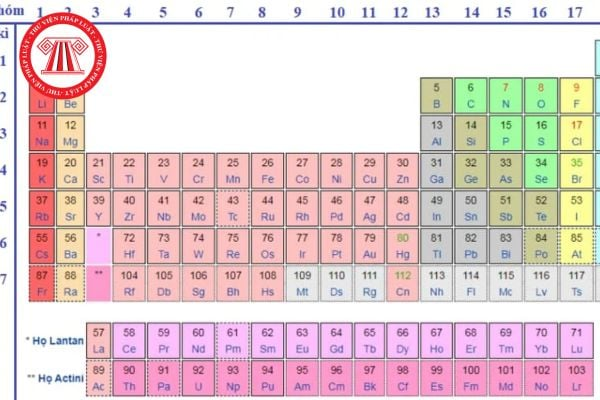 hóm 1 2 3 4 5 6 7 8 9 10 11 12 13 14 15 16 17
kì
1
THƯ VIỆN PHÁP LUẬT
THƯ VIỆN PHÁP LUẬT
5 6 7 8 9
2 Li Be B C N O F
11 12 13 14 15 16 17
3 Na Mg Al Si P S Cl
19 20 21 22 23 24 25 26 27 28 29 30 31 32 33 34 35
4 K Ca Sc Ti V Cr Mn Fe Co Ni Cu Zn Ga Ge As Se Br
37 38 39 40 41 42 43 44 45 46 47 48 49 50 51 52 53
5 Rb Sr Y Zr Nb Mo Tc Ru Rh Pd Ag Cd In Sn Sb Te I
55 56 * 72 73 74 75 76 77 78 79 80 81 82 83 84 85
6 Cs Ba Hf Ta W Re Os Ir Pt Au Hg Tl Pb Bi Po At
87 88 ** 104 105 106 107 108 109 110 111 112 113 114 115 116 117
7 Fr Ra Rf Db Sg Bh Hs Mt Ds Rg Cn Nh Fl Mc Lv Ts
57 58 59 60 61 62 63 64 65 66 67 68 69 70 71
* Họ Lantan La Ce Pr Nd Pm Sm Eu Gd Tb Dy Ho Er Tm Yb Lu
89 90 91 92 93 94 95 96 97 98 99 100 101 102 103
** Họ Actini Ac Th Pa U Np Pu Am Cm Bk Cf Es Fm Md No Lr